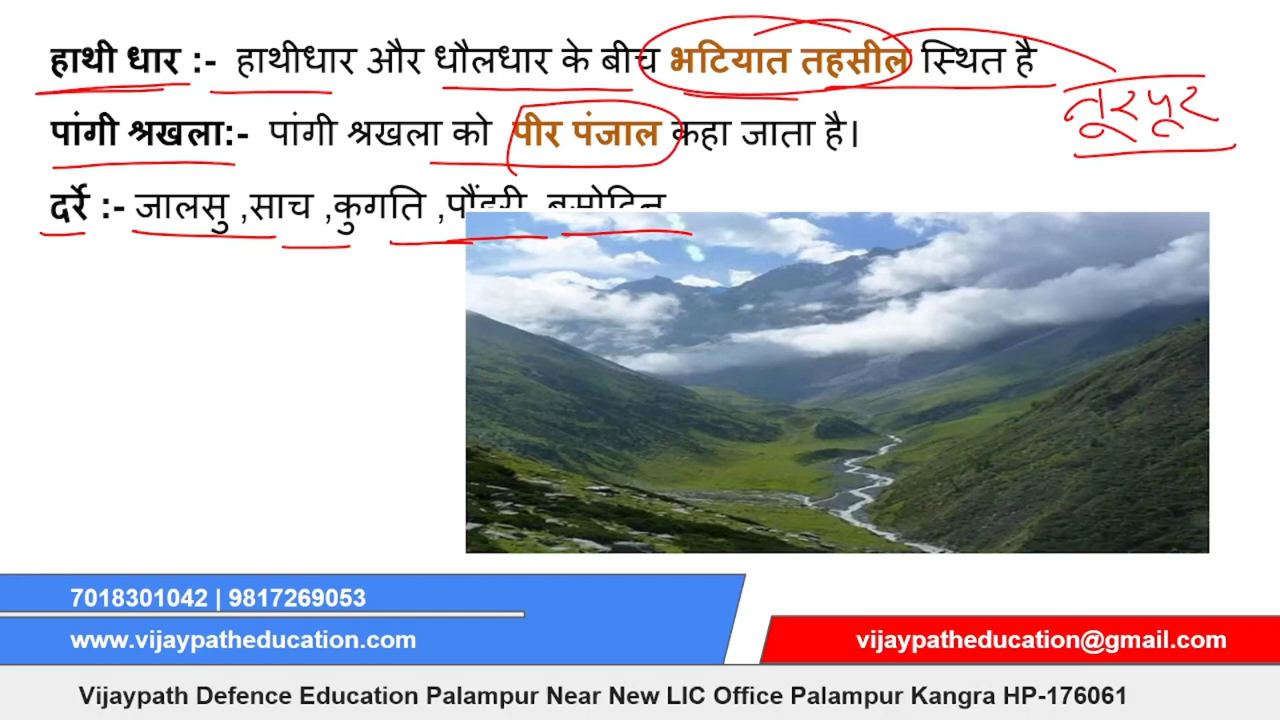 हाथी धार :- हाथीधार और धौलधार के बीच भटियात तहसील स्थित है
नूरपूर
पांगी श्रखला:- पांगी श्रखला को पीर पंजाल कहा जाता है।
दर्रे :- जालसु ,साच ,कुगति ,
7018301042 | 9817269053
www.vijaypatheducation.com
vijaypatheducation@gmail.com
Vijaypath Defence Education Palampur Near New LIC Office Palampur Kangra HP-176061